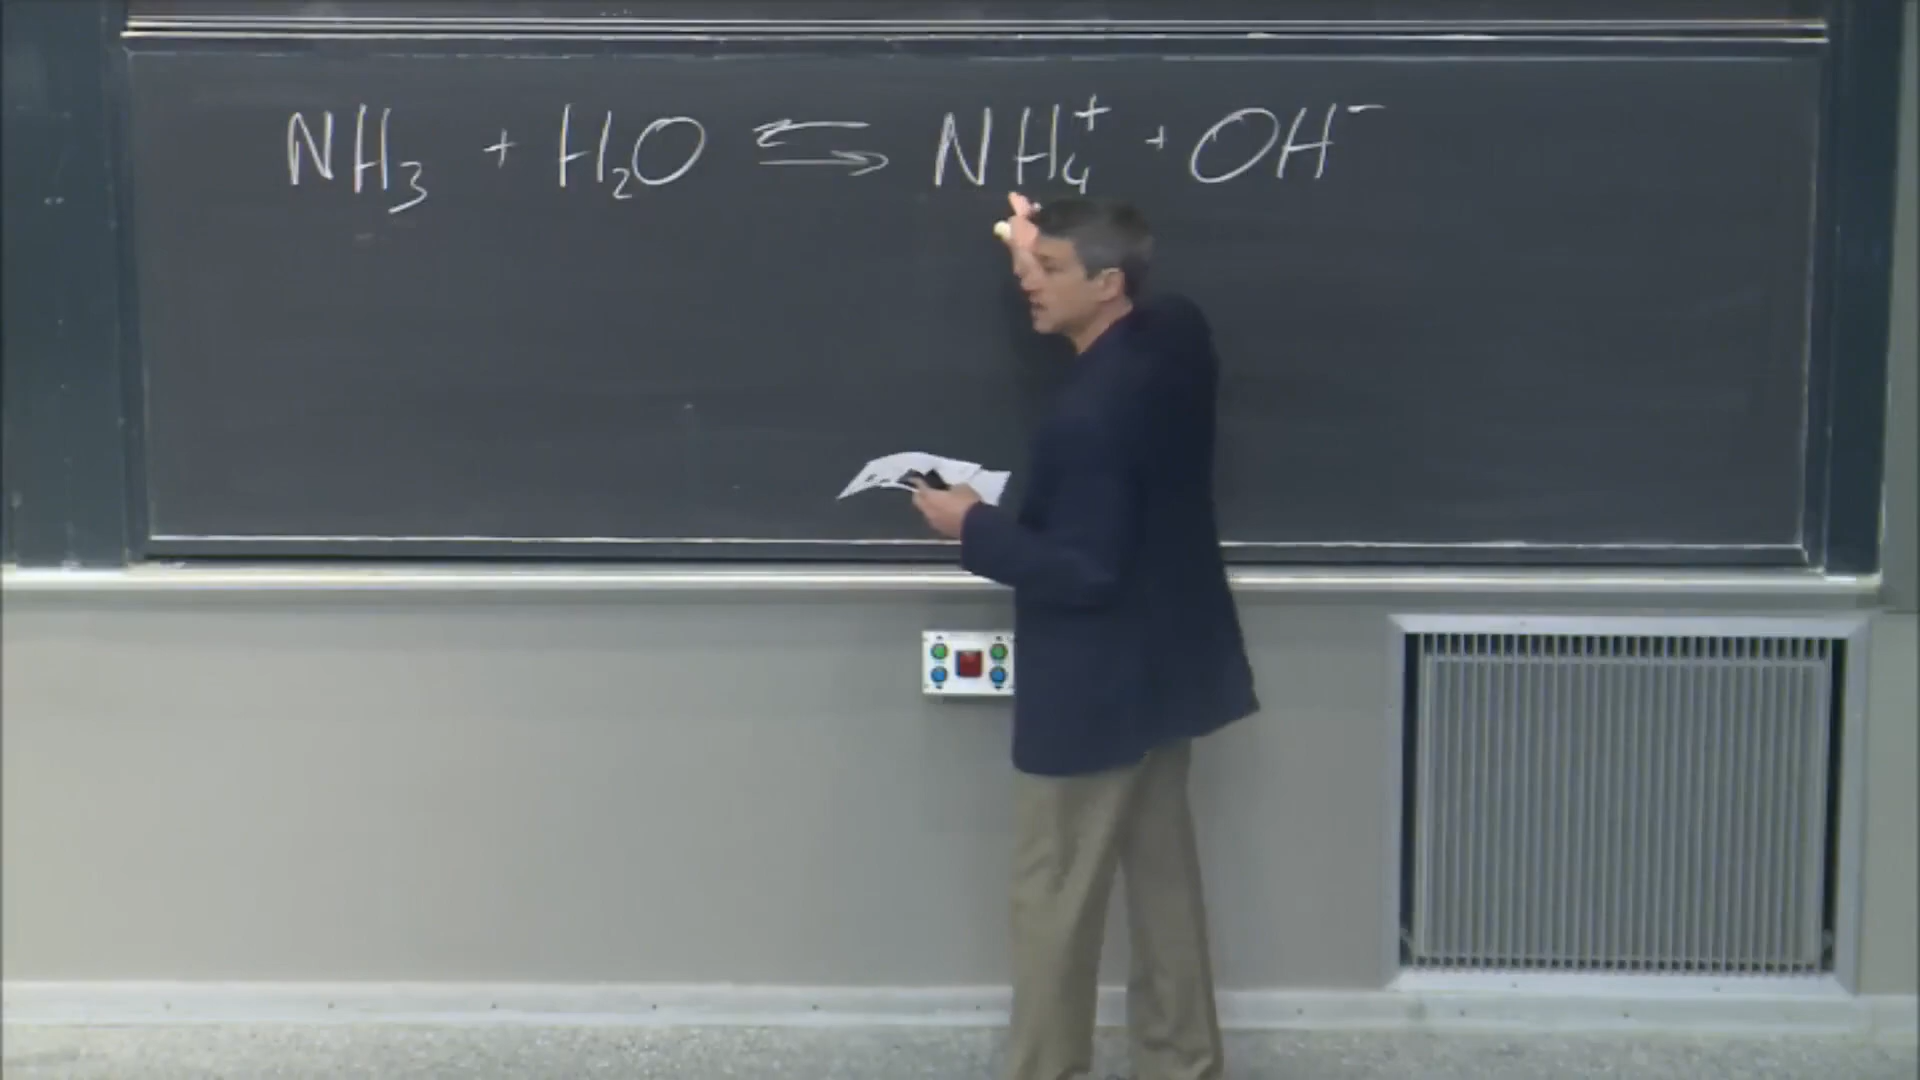 NH₃ + H₂O ⇆ NH₄⁺ + OH⁻